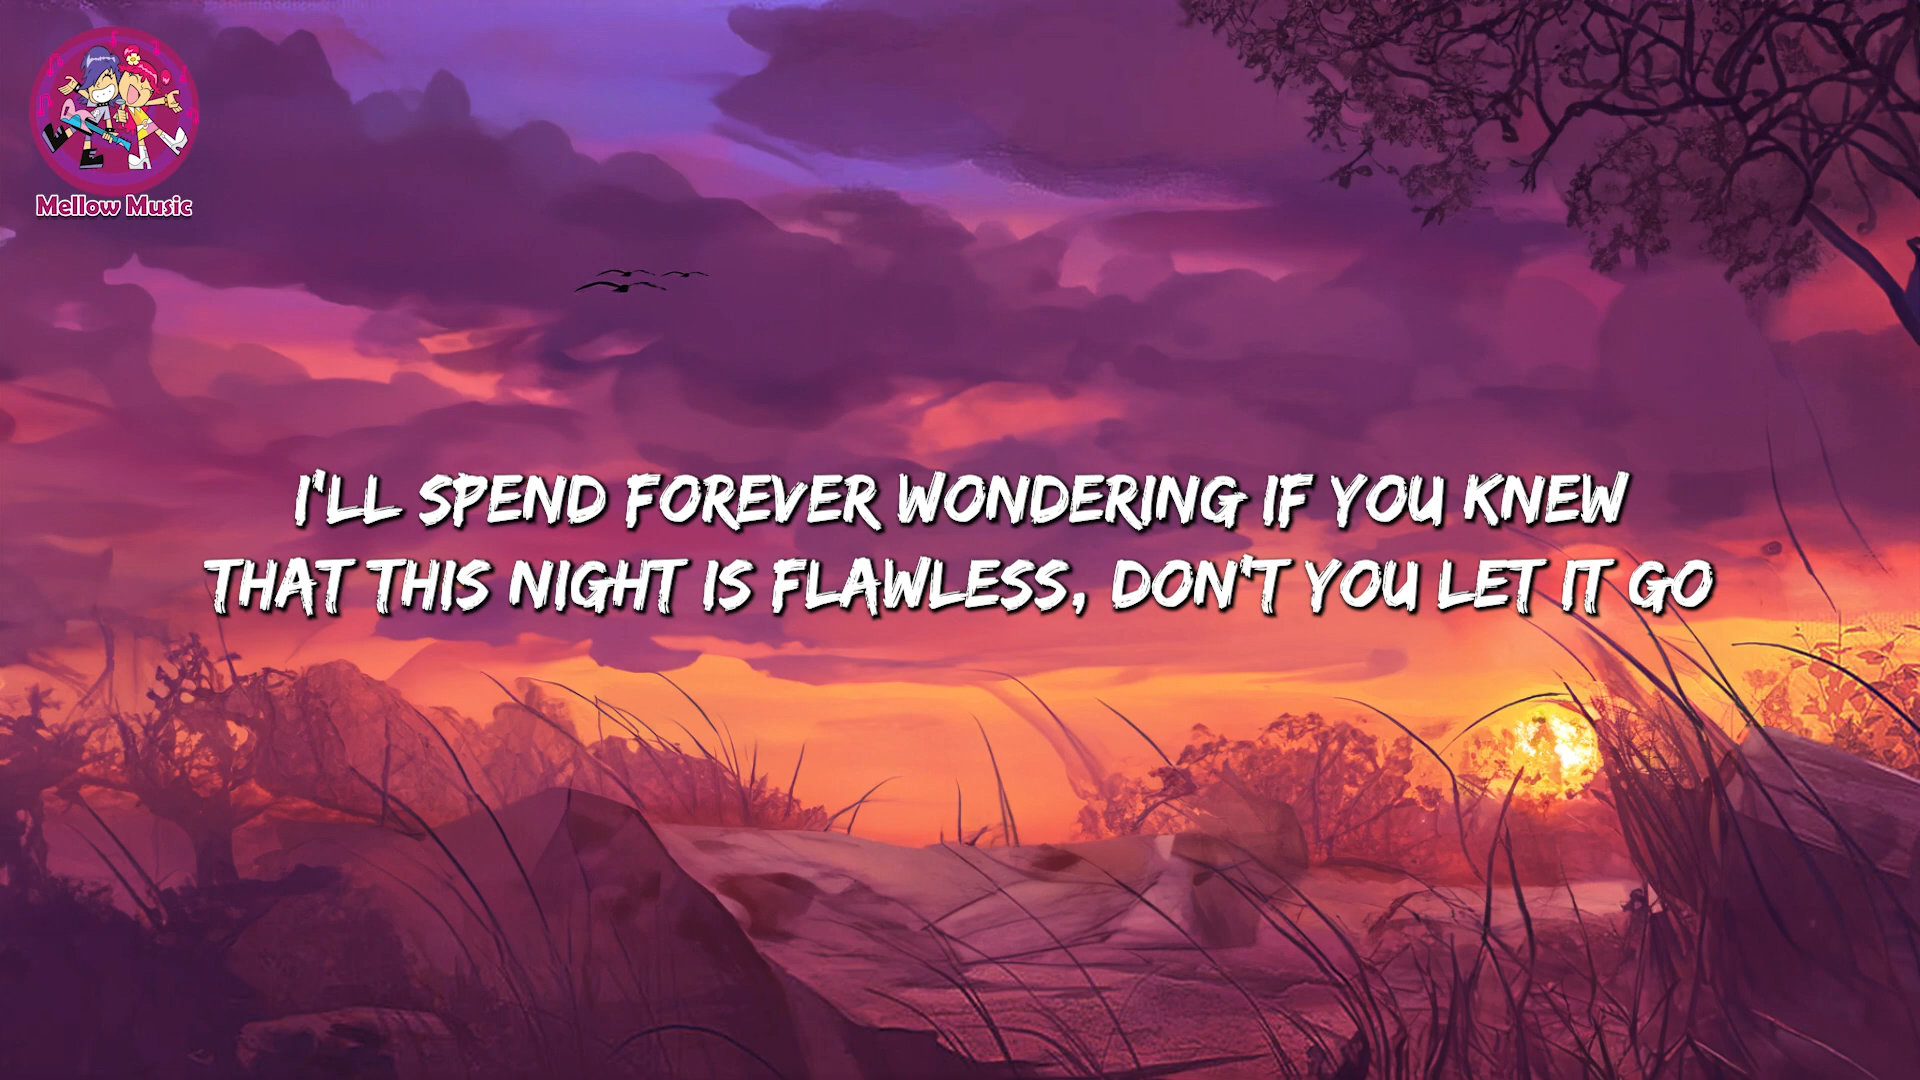 Mellow Music
I'LL SPEND FOREVER WONDERING IF YOU KNEW
THAT THIS NIGHT IS FLAWLESS, DON'T YOU LET IT GO